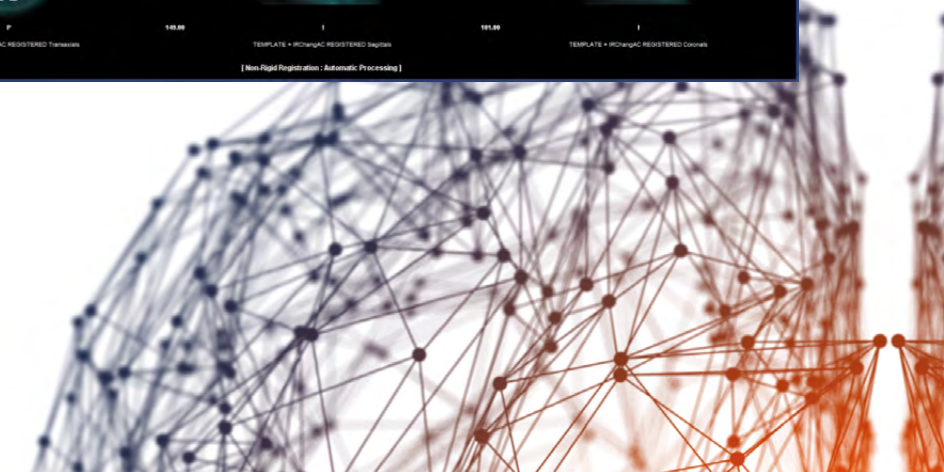 P 149.00 I 101.00 I
AC REGISTERED Transaxials TEMPLATE + IRChangAC REGISTERED Sagittals TEMPLATE + IRChangAC REGISTERED Coronals
[ Non-Rigid Registration : Automatic Processing ]